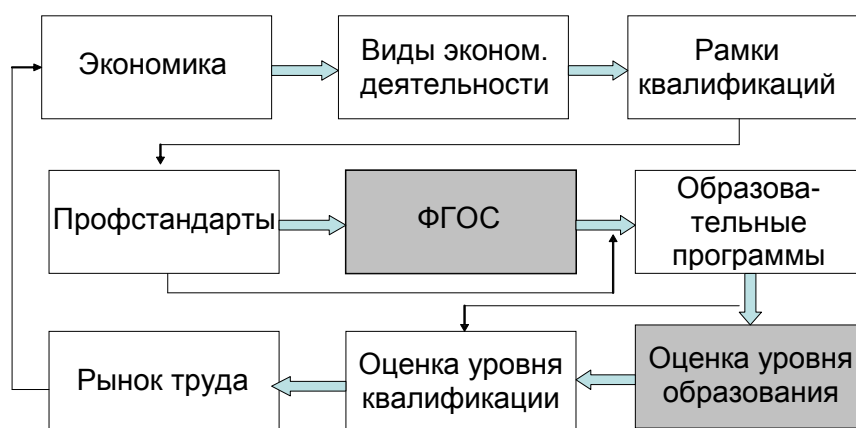 Экономика
Виды эконом.
деятельности
Рамки
квалификаций
Профстандарты
ФГОС
Образова-
тельные
программы
Рынок труда
Оценка уровня
квалификации
Оценка уровня
образования